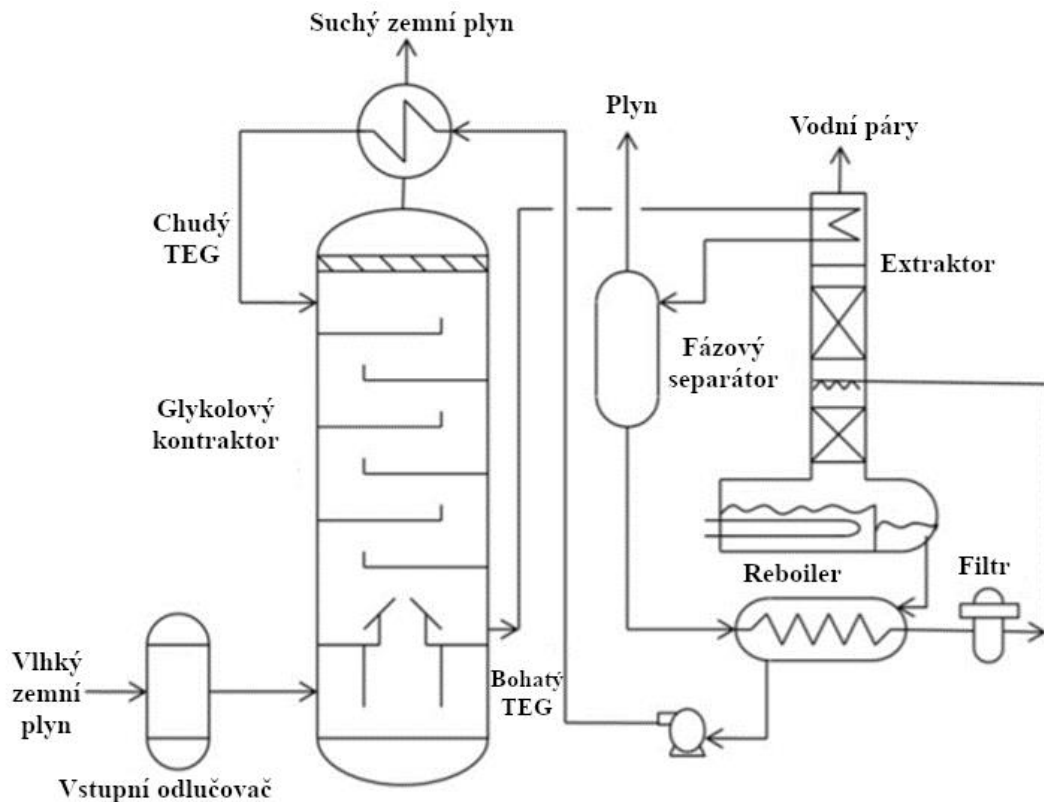 Suchý zemní plyn
Plyn
Vodní páry
Chudý
TEG
Extraktor
Fázový
separátor
Glykolový
kontraktor
Reboiler
Filtr
Vlhký
zemní
plyn
Bohatý
TEG
Vstupní odlučovač